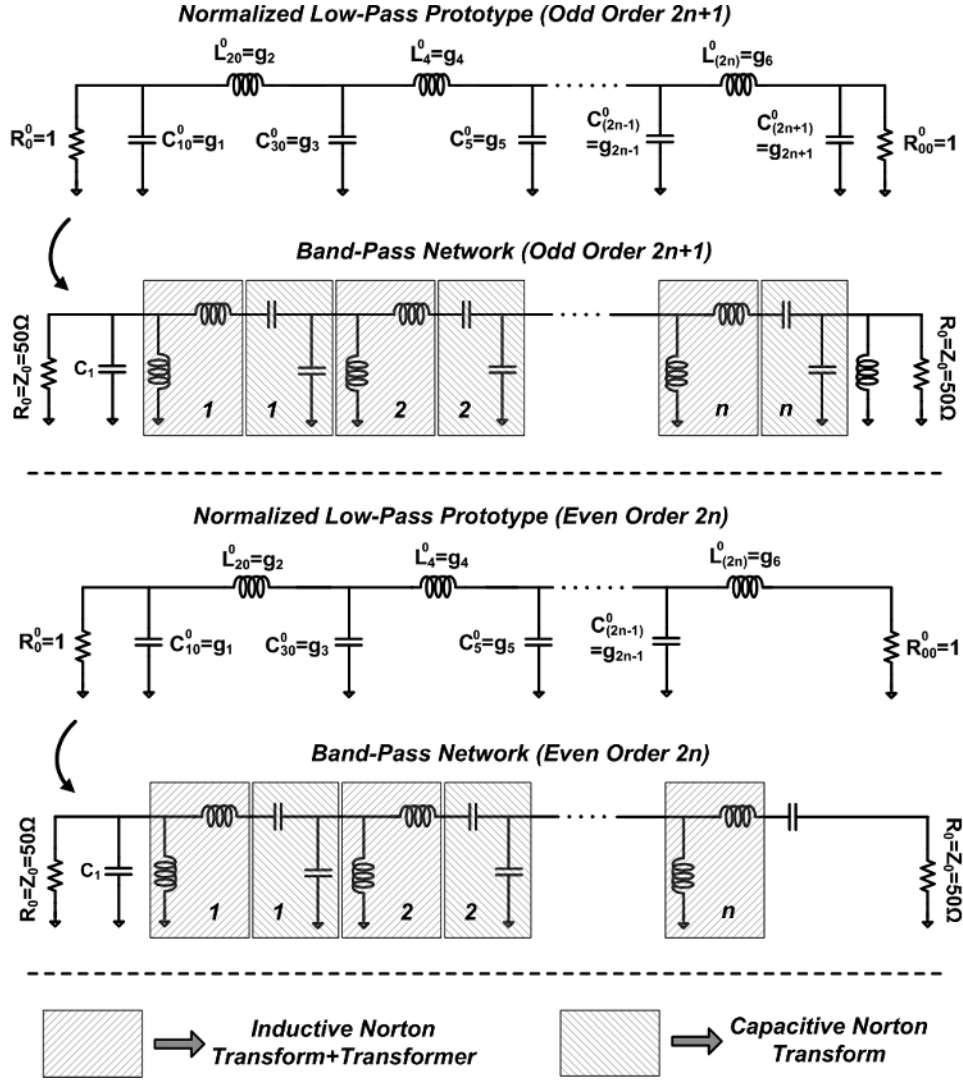 Normalized Low-Pass Prototype (Odd Order 2n+1)
L⁰₂₀=g₂
L⁰₄=g₄
L⁰₍₂ₙ₎=g₆
R⁰₀=1
C⁰₁₀=g₁
C⁰₃₀=g₃
C⁰₅=g₅
C⁰₍₂ₙ₋₁₎
=g₂ₙ₋₁
C⁰₍₂ₙ₊₁₎
=g₂ₙ₊₁
R⁰₀₀=1
Band-Pass Network (Odd Order 2n+1)
R₀=Z₀=50Ω
C₁
1
1
2
2
n
n
R₀=Z₀=50Ω
Normalized Low-Pass Prototype (Even Order 2n)
L⁰₂₀=g₂
L⁰₄=g₄
L⁰₍₂ₙ₎=g₆
R⁰₀=1
C⁰₁₀=g₁
C⁰₃₀=g₃
C⁰₅=g₅
C⁰₍₂ₙ₋₁₎
=g₂ₙ₋₁
R⁰₀₀=1
Band-Pass Network (Even Order 2n)
R₀=Z₀=50Ω
C₁
1
1
2
2
n
R₀=Z₀=50Ω
Inductive Norton
Transform+Transformer
Capacitive Norton
Transform